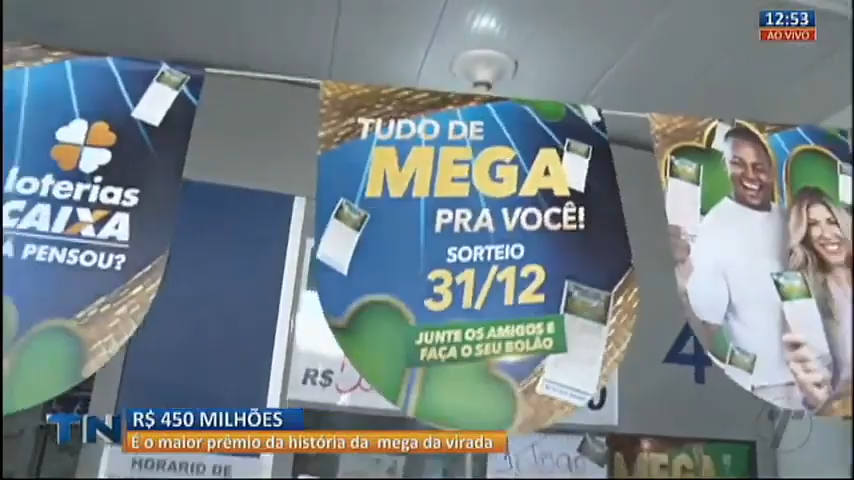 12:53
AO VIVO
loterias
CAIXA
Á PENSOU?
TUDO DE
MEGA
PRA VOCÊ!
SORTEIO
31/12
JUNTE OS AMIGOS E
FAÇA O SEU BOLÃO
R$
4
TN
R$ 450 MILHÕES
É o maior prêmio da história da mega da virada
HORARIO DE
MEGA